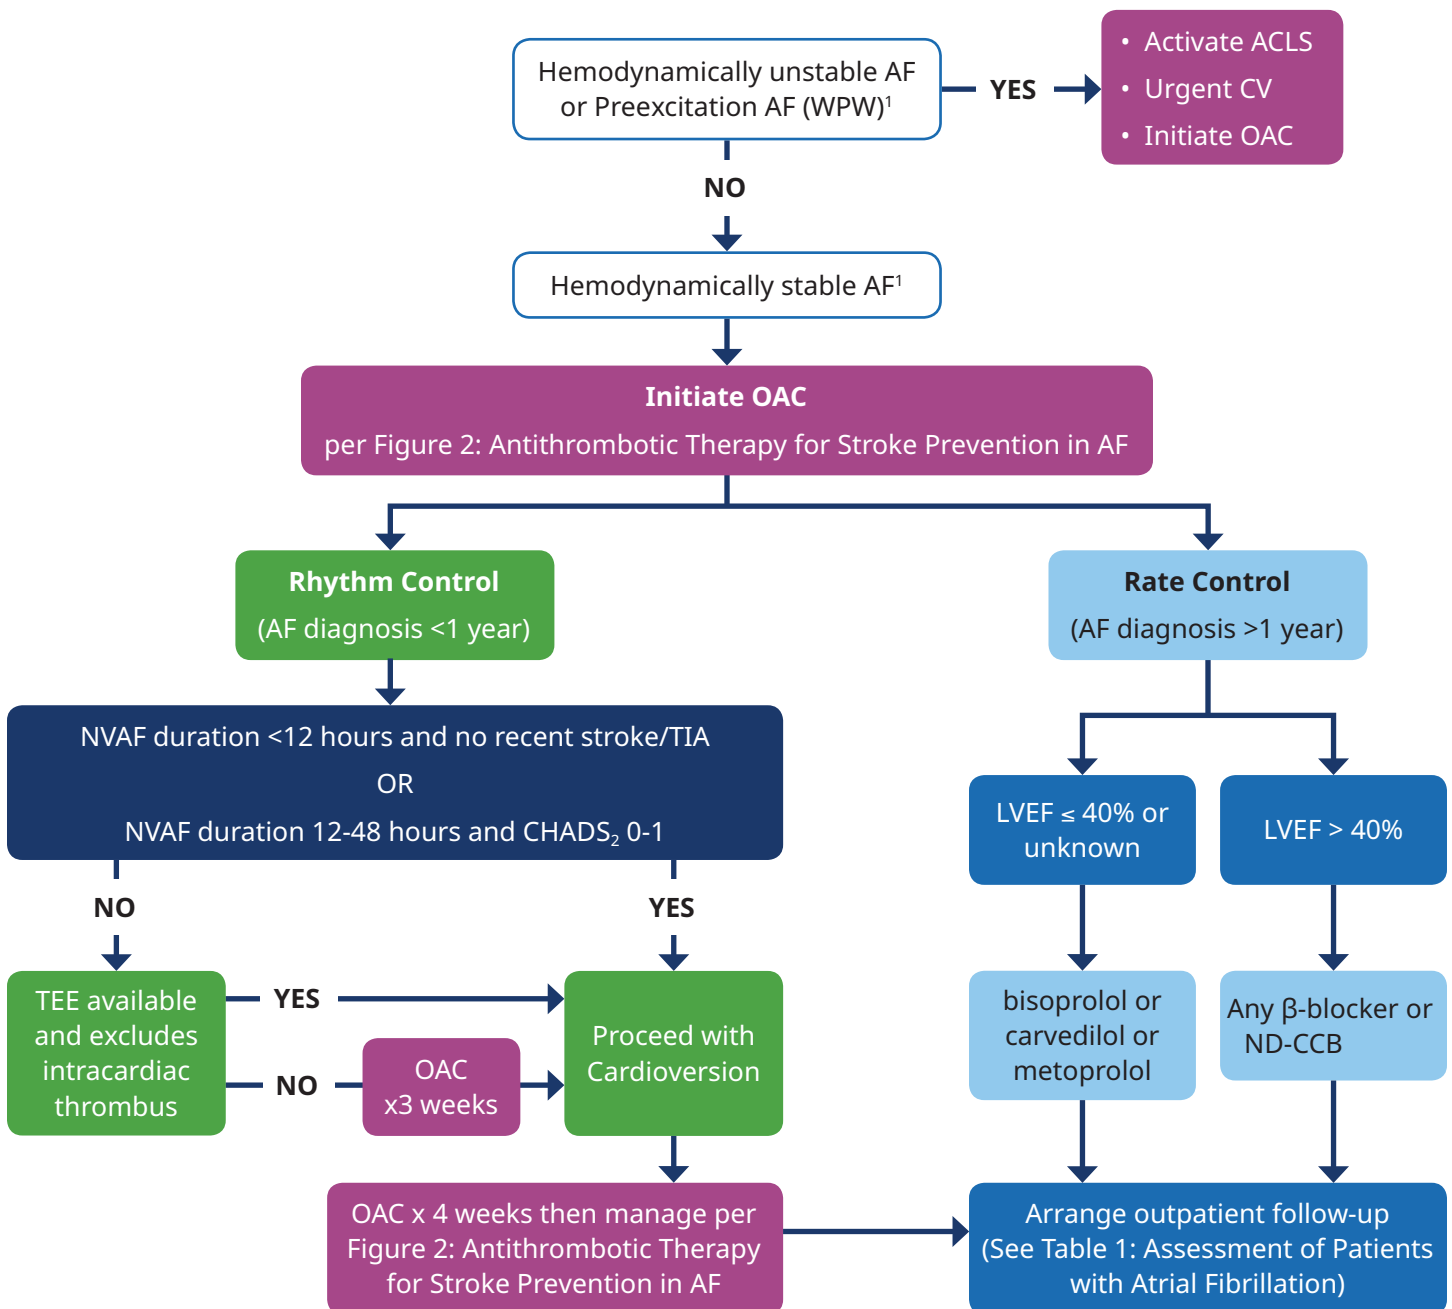 Hemodynamically unstable AF
or Preexcitation AF (WPW)¹
YES
• Activate ACLS
• Urgent CV
• Initiate OAC
NO
Hemodynamically stable AF¹
Initiate OAC
per Figure 2: Antithrombotic Therapy for Stroke Prevention in AF
Rhythm Control
(AF diagnosis <1 year)
Rate Control
(AF diagnosis >1 year)
NVAF duration <12 hours and no recent stroke/TIA
OR
NVAF duration 12-48 hours and CHADS₂ 0-1
LVEF ≤ 40% or
unknown
LVEF > 40%
NO
YES
TEE available
and excludes
intracardiac
thrombus
YES
NO
OAC
x3 weeks
Proceed with
Cardioversion
bisoprolol or
carvedilol or
metoprolol
Any β-blocker or
ND-CCB
OAC x 4 weeks then manage per
Figure 2: Antithrombotic Therapy
for Stroke Prevention in AF
Arrange outpatient follow-up
(See Table 1: Assessment of Patients
with Atrial Fibrillation)